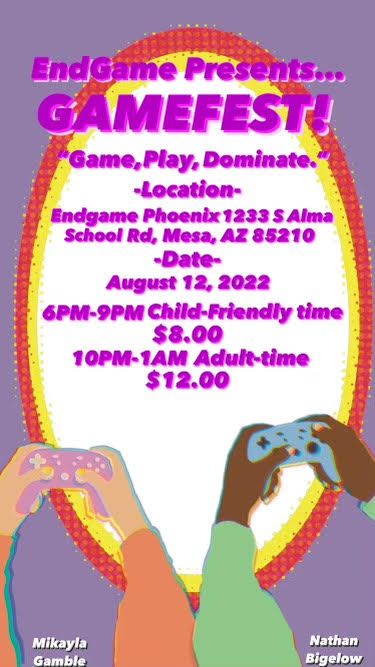 EndGame Presents...
GAMEFEST!
"Game, Play, Dominate."
-Location-
Endgame Phoenix 1233 S Alma
School Rd, Mesa, AZ 85210
-Date-
August 12, 2022
6PM-9PM Child-Friendly time
$8.00
10PM-1AM Adult-time
$12.00
Mikayla
Gamble
Nathan
Bigelow